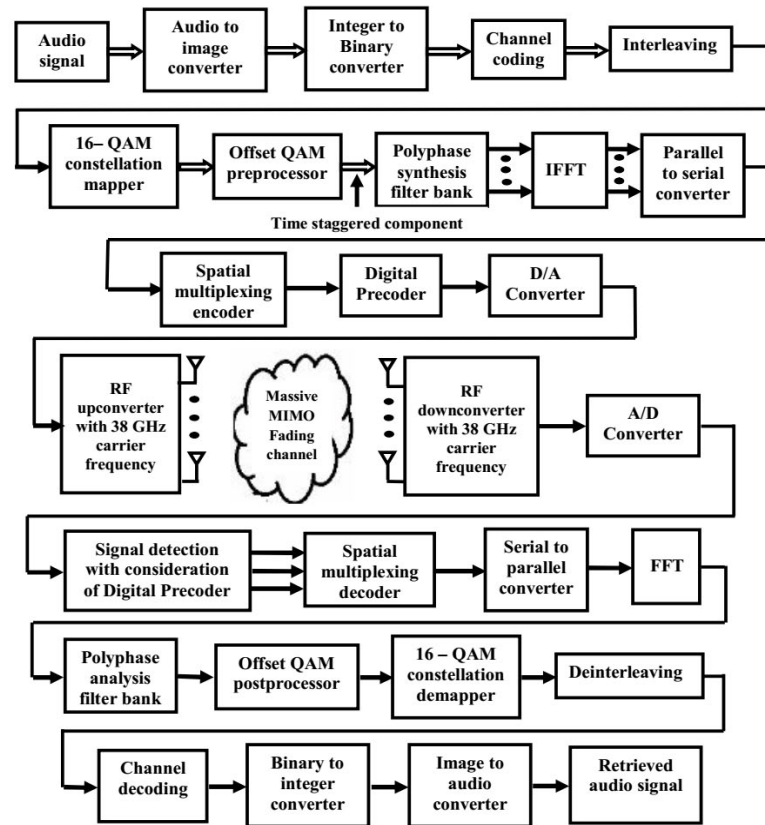 Audio
signal
Audio to
image
converter
Integer to
Binary
converter
Channel
coding
Interleaving
16– QAM
constellation
mapper
Offset QAM
preprocessor
Polyphase
synthesis
filter bank
IFFT
Parallel
to serial
converter
Time staggered component
Spatial
multiplexing
encoder
Digital
Precoder
D/A
Converter
RF
upconverter
with 38 GHz
carrier
frequency
Massive
MIMO
Fading
channel
RF
downconverter
with 38 GHz
carrier
frequency
A/D
Converter
Signal detection
with consideration
of Digital Precoder
Spatial
multiplexing
decoder
Serial to
parallel
converter
FFT
Polyphase
analysis
filter bank
Offset QAM
postprocessor
16 – QAM
constellation
demapper
Deinterleaving
Channel
decoding
Binary to
integer
converter
Image to
audio
converter
Retrieved
audio signal